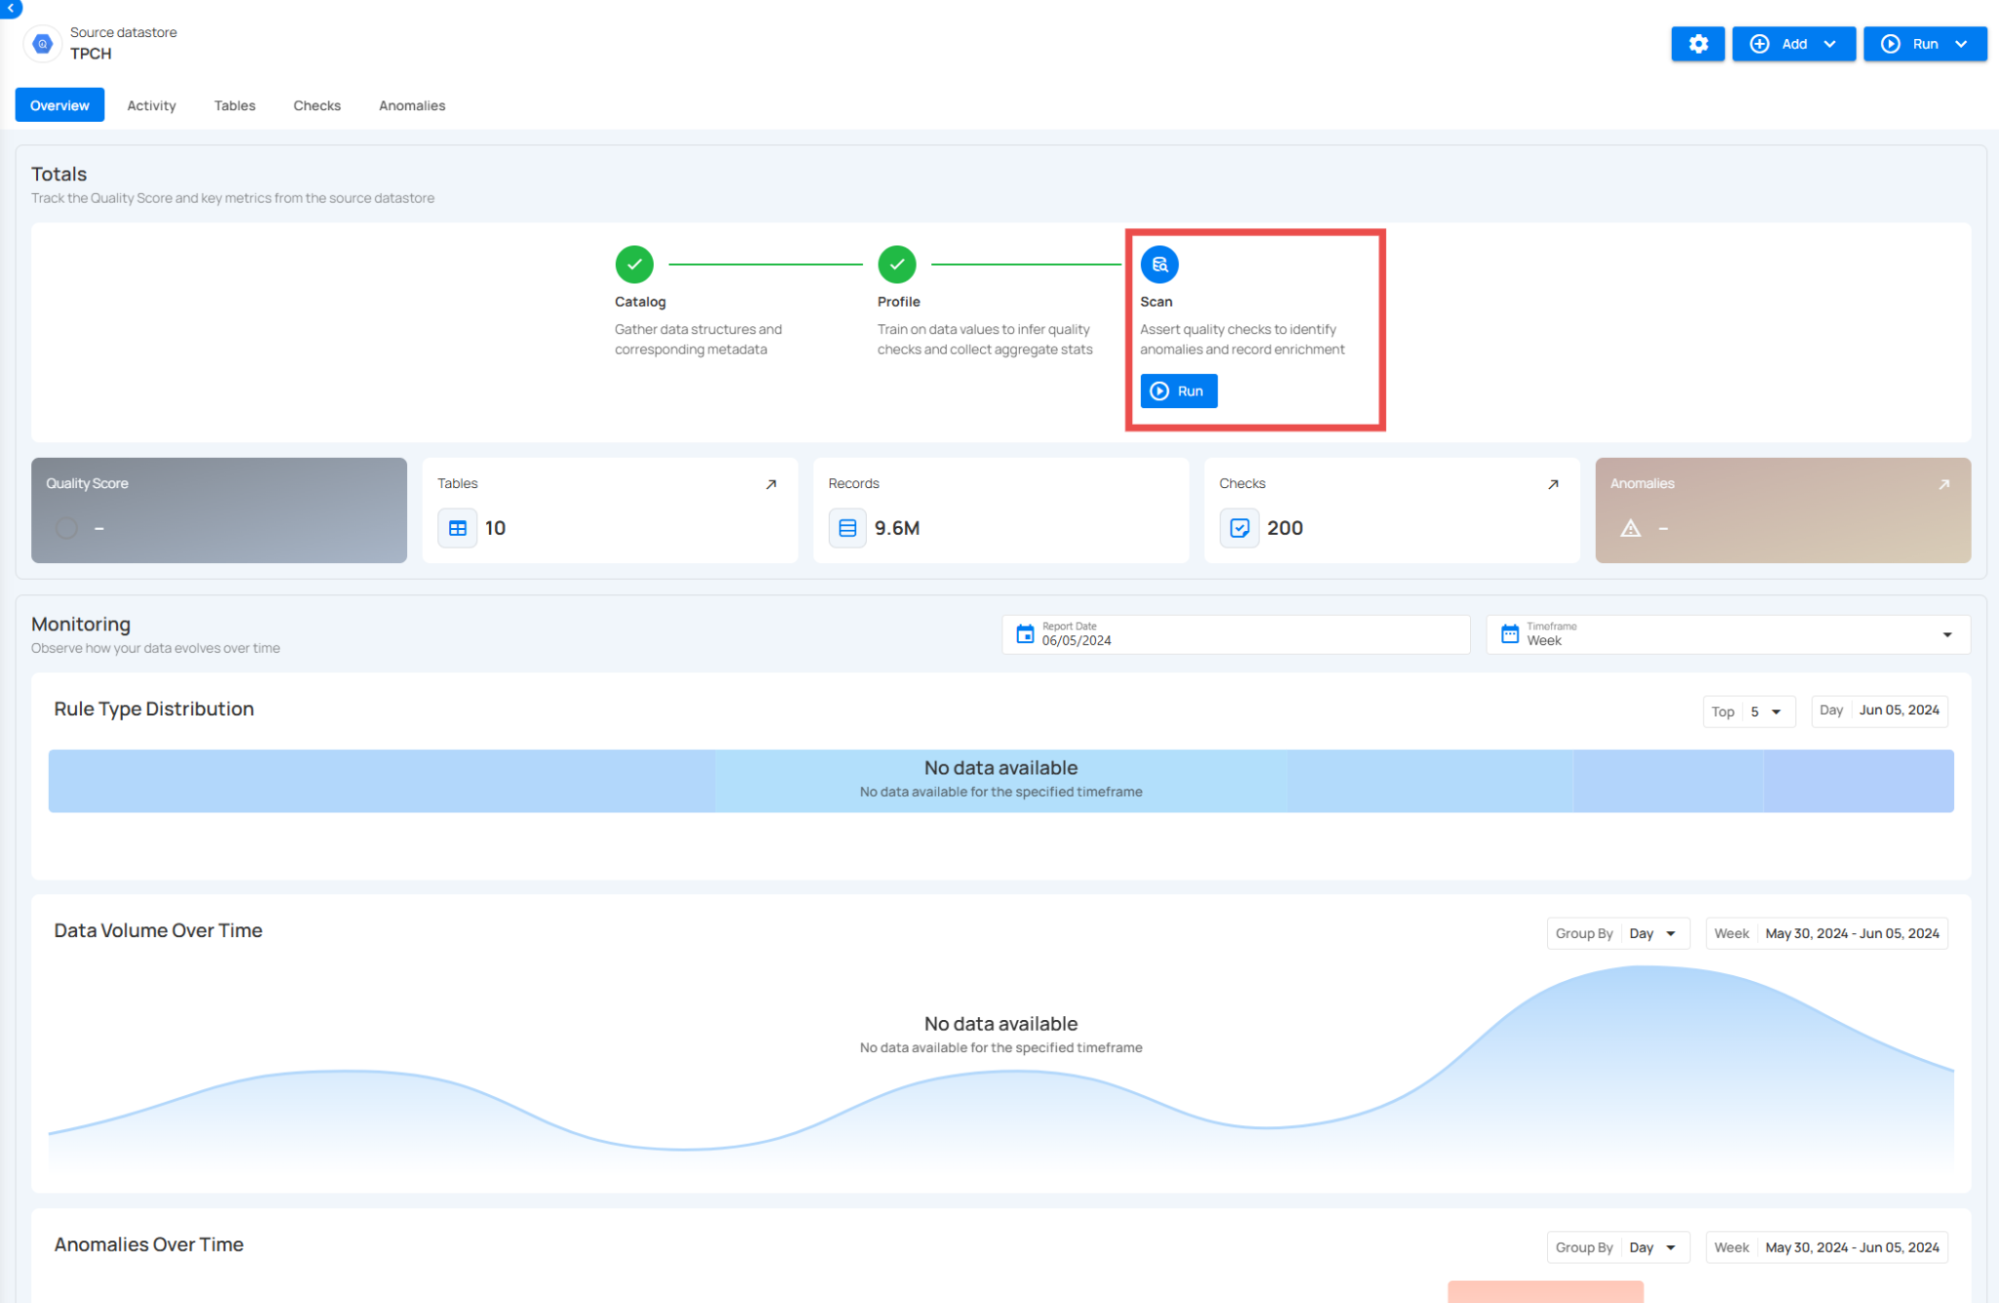 Source datastore
TPCH
Add
Run
Overview
Activity
Tables
Checks
Anomalies
Totals
Track the Quality Score and key metrics from the source datastore
Catalog
Gather data structures and
corresponding metadata
Profile
Train on data values to infer quality
checks and collect aggregate stats
Scan
Assert quality checks to identify
anomalies and record enrichment
Run
Quality Score
–
Tables
10
Records
9.6M
Checks
200
Anomalies
–
Monitoring
Observe how your data evolves over time
Report Date
06/05/2024
Timeframe
Week
Rule Type Distribution
Top 5
Day Jun 05, 2024
No data available
No data available for the specified timeframe
Data Volume Over Time
Group By Day
Week May 30, 2024 - Jun 05, 2024
No data available
No data available for the specified timeframe
Anomalies Over Time
Group By Day
Week May 30, 2024 - Jun 05, 2024